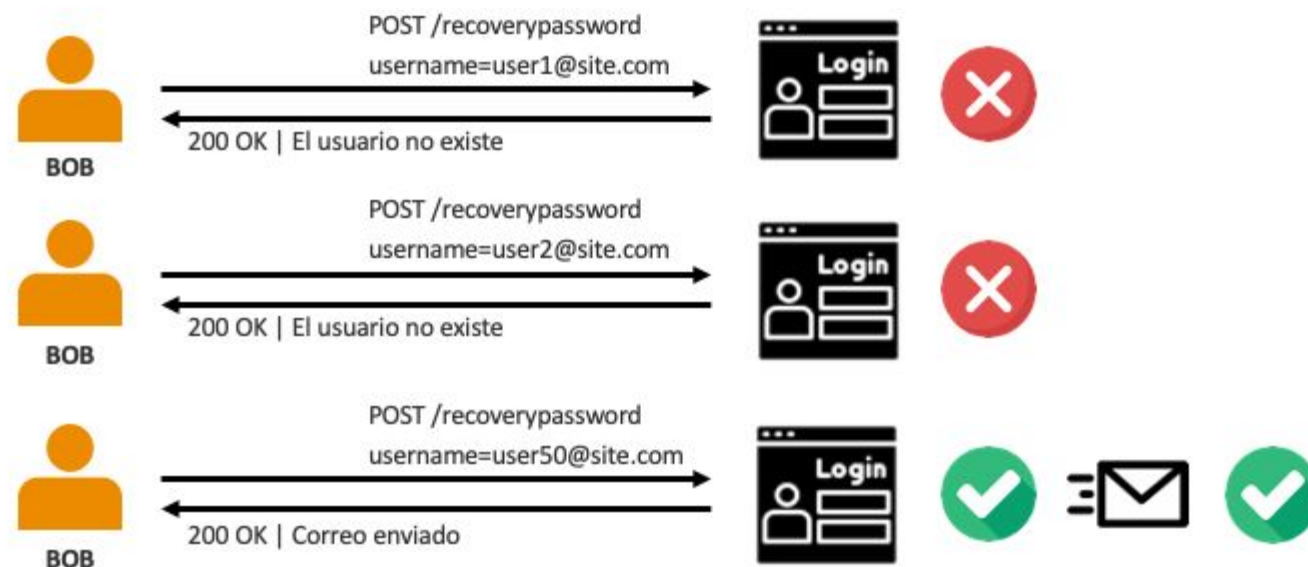 POST /recoverypassword
username=user1@site.com
Login
200 OK | El usuario no existe
BOB
POST /recoverypassword
username=user2@site.com
Login
200 OK | El usuario no existe
BOB
POST /recoverypassword
username=user50@site.com
Login
200 OK | Correo enviado
BOB